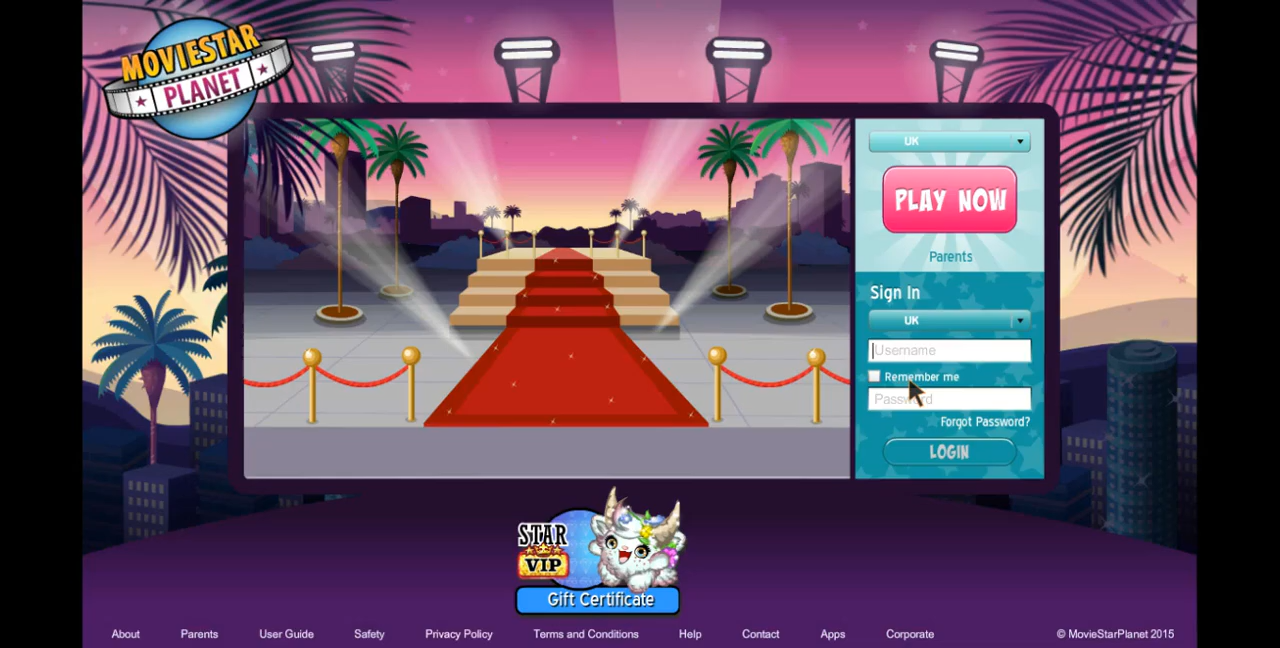 MOVIESTAR
PLANET
UK
PLAY NOW
Parents
Sign In
UK
Username
Remember me
Password
Forgot Password?
LOGIN
STAR
VIP
Gift Certificate
About Parents User Guide Safety Privacy Policy Terms and Conditions Help Contact Apps Corporate © MovieStarPlanet 2015